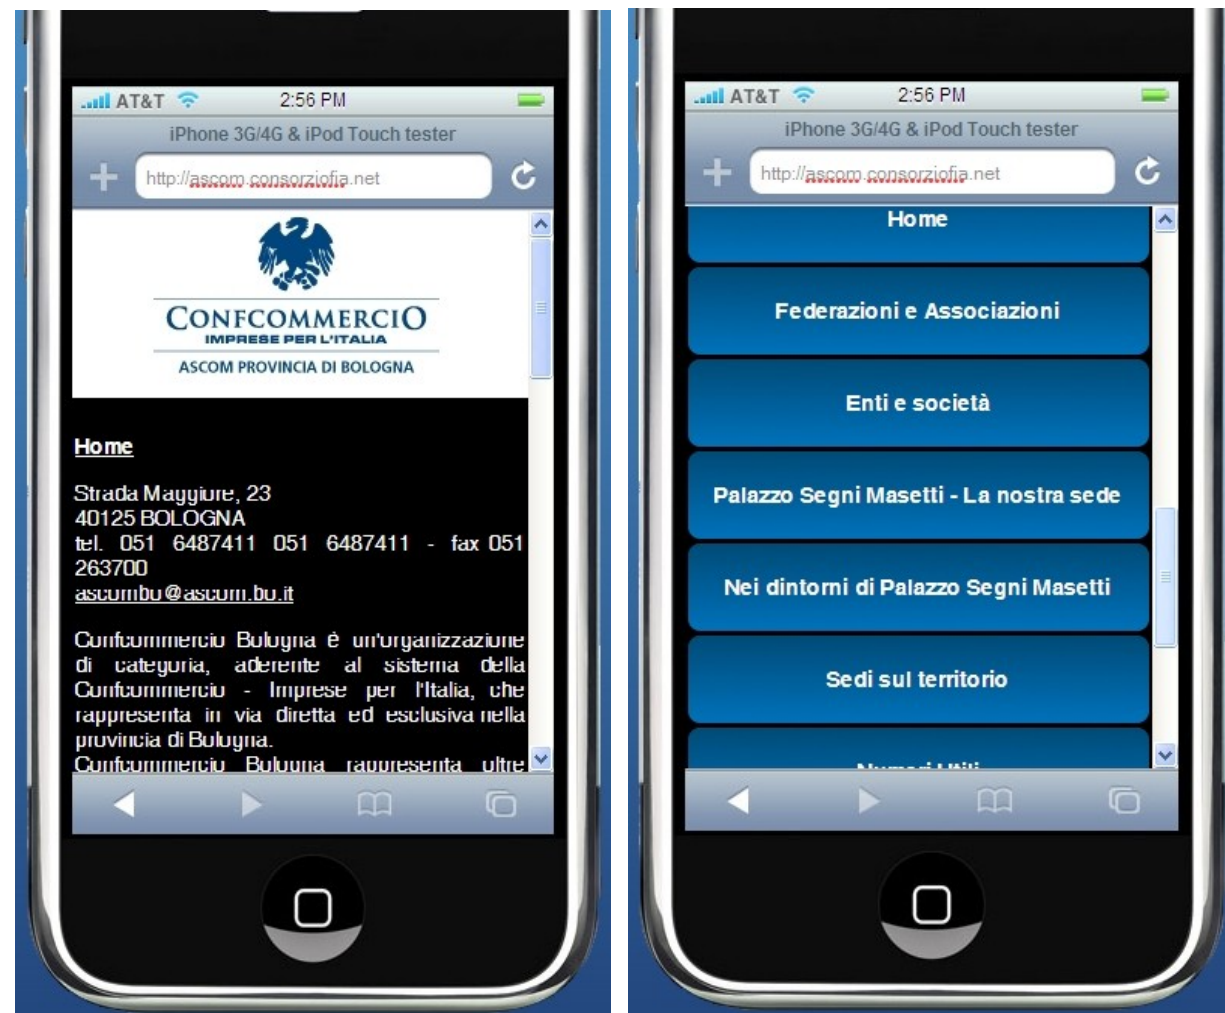 AT&T 2:56 PM
iPhone 3G/4G & iPod Touch tester
http://ascom.consorziofia.net
CONFCOMMERCIO
IMPRESE PER L'ITALIA
ASCOM PROVINCIA DI BOLOGNA
Home
Strada Maggiore, 23
40125 BOLOGNA
tel. 051 6487411 051 6487411 - fax 051
263700
ascombo@ascom.bo.it
Confcommercio Bologna è un'organizzazione
di categoria, aderente al sistema della
Confcommercio - Imprese per l'Italia, che
rappresenta in via diretta ed esclusiva nella
provincia di Bologna.
Confcommercio Bologna rappresenta oltre
AT&T 2:56 PM
iPhone 3G/4G & iPod Touch tester
http://ascom.consorziofia.net
Home
Federazioni e Associazioni
Enti e società
Palazzo Segni Masetti - La nostra sede
Nei dintorni di Palazzo Segni Masetti
Sedi sul territorio
Numeri Utili